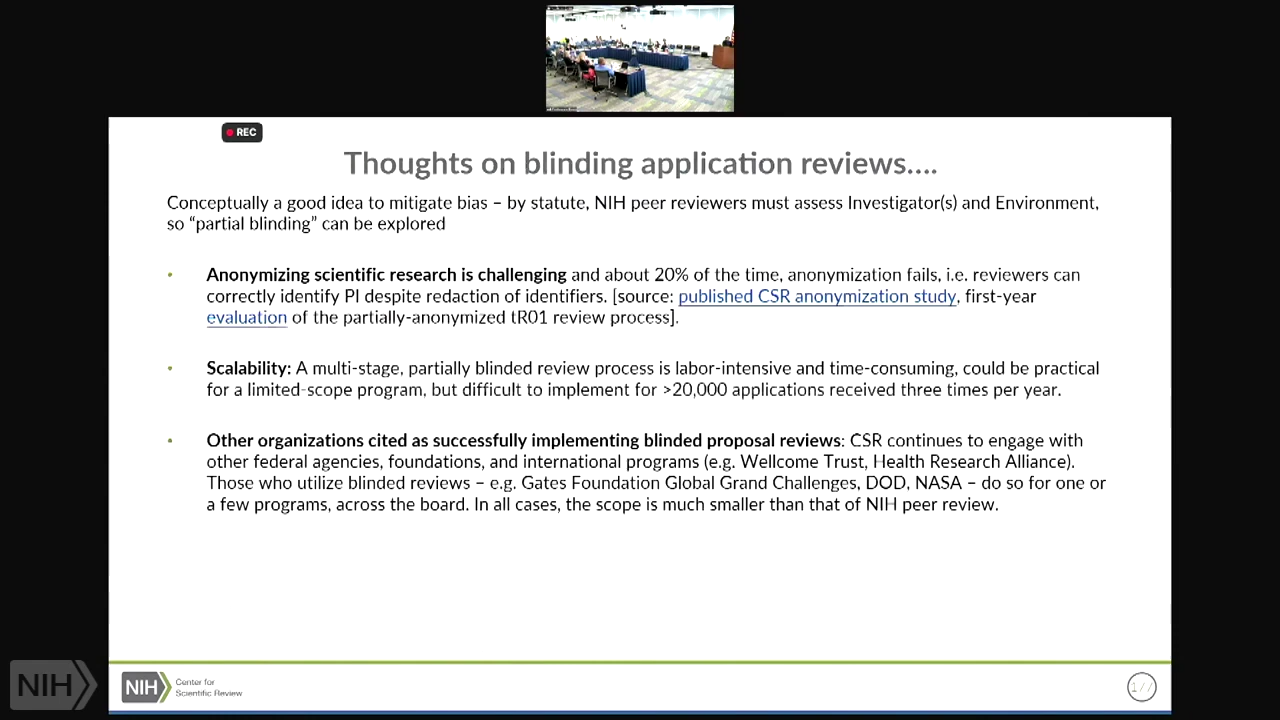 REC
Thoughts on blinding application reviews....
Conceptually a good idea to mitigate bias – by statute, NIH peer reviewers must assess Investigator(s) and Environment,
so “partial blinding” can be explored
• Anonymizing scientific research is challenging and about 20% of the time, anonymization fails, i.e. reviewers can
correctly identify PI despite redaction of identifiers. [source: published CSR anonymization study, first-year
evaluation of the partially-anonymized tR01 review process].
• Scalability: A multi-stage, partially blinded review process is labor-intensive and time-consuming, could be practical
for a limited-scope program, but difficult to implement for >20,000 applications received three times per year.
• Other organizations cited as successfully implementing blinded proposal reviews: CSR continues to engage with
other federal agencies, foundations, and international programs (e.g. Wellcome Trust, Health Research Alliance).
Those who utilize blinded reviews – e.g. Gates Foundation Global Grand Challenges, DOD, NASA – do so for one or
a few programs, across the board. In all cases, the scope is much smaller than that of NIH peer review.
NIH
NIH
Center for
Scientific Review